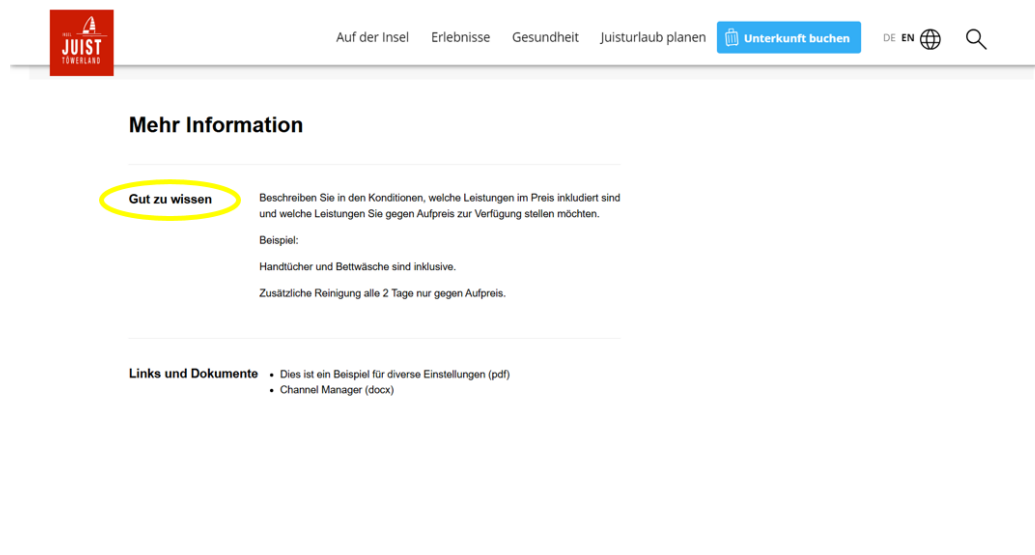 INSEL
JUIST
TÖWERLAND
Auf der Insel Erlebnisse Gesundheit Juisturlaub planen Unterkunft buchen DE EN
Mehr Information
Gut zu wissen
Beschreiben Sie in den Konditionen, welche Leistungen im Preis inkludiert sind
und welche Leistungen Sie gegen Aufpreis zur Verfügung stellen möchten.
Beispiel:
Handtücher und Bettwäsche sind inklusive.
Zusätzliche Reinigung alle 2 Tage nur gegen Aufpreis.
Links und Dokumente
• Dies ist ein Beispiel für diverse Einstellungen (pdf)
• Channel Manager (docx)